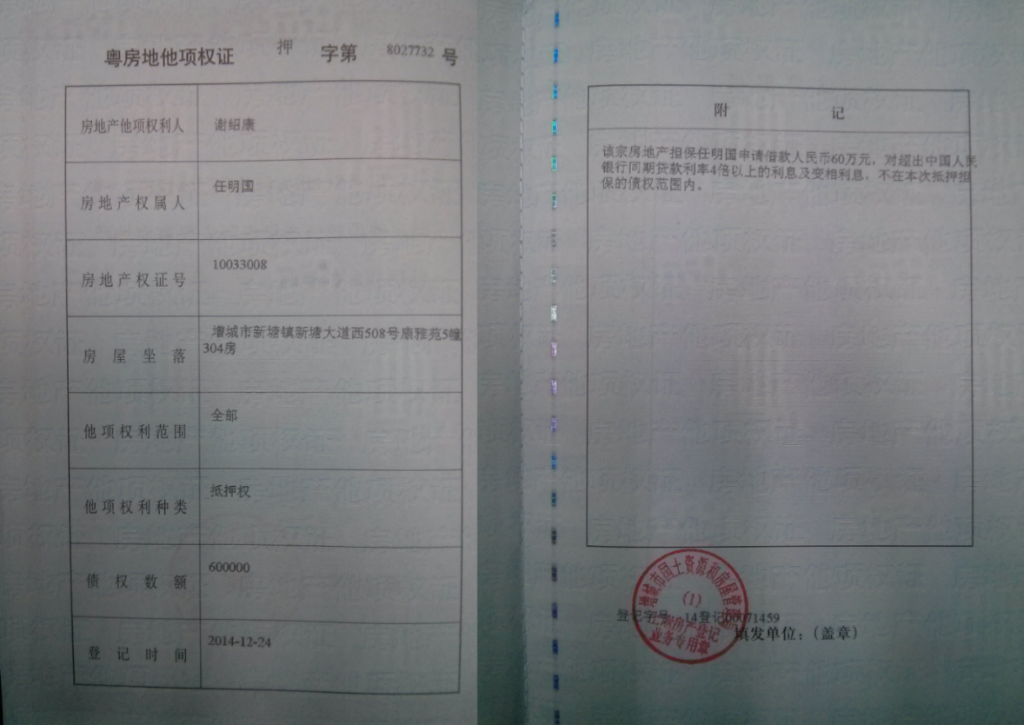 粤房地他项权证 押 字第 8027732 号
房地产他项权利人 谢绍康
房地产权属人 任明国
房地产权证号 10033008
房屋坐落 增城市新塘镇新塘大道西508号扇雅苑5幢
304房
他项权利范围 全部
他项权利种类 抵押权
债权数额 600000
登记时间 2014-12-24
附 记
该宗房地产担保任明国申请借款人民币60万元,对超出中国人民
银行同期贷款利率4倍以上的利息及变相利息,不在本次抵押担
保的债权范围内。
增城市国土资源和房屋管
(1)
房产登记
业务专用章
登记字号:14登记00071459
填发单位:(盖章)